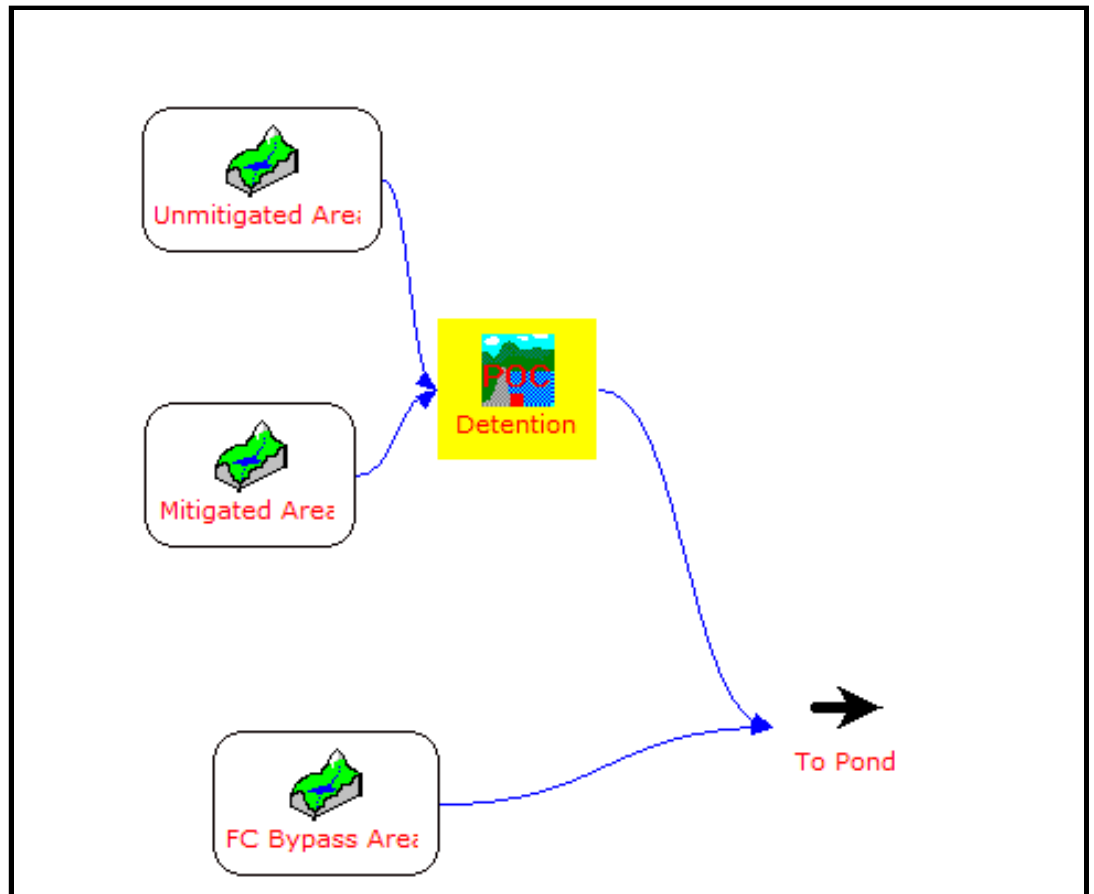 Unmitigated Area
POC
Detention
Mitigated Area
To Pond
FC Bypass Area